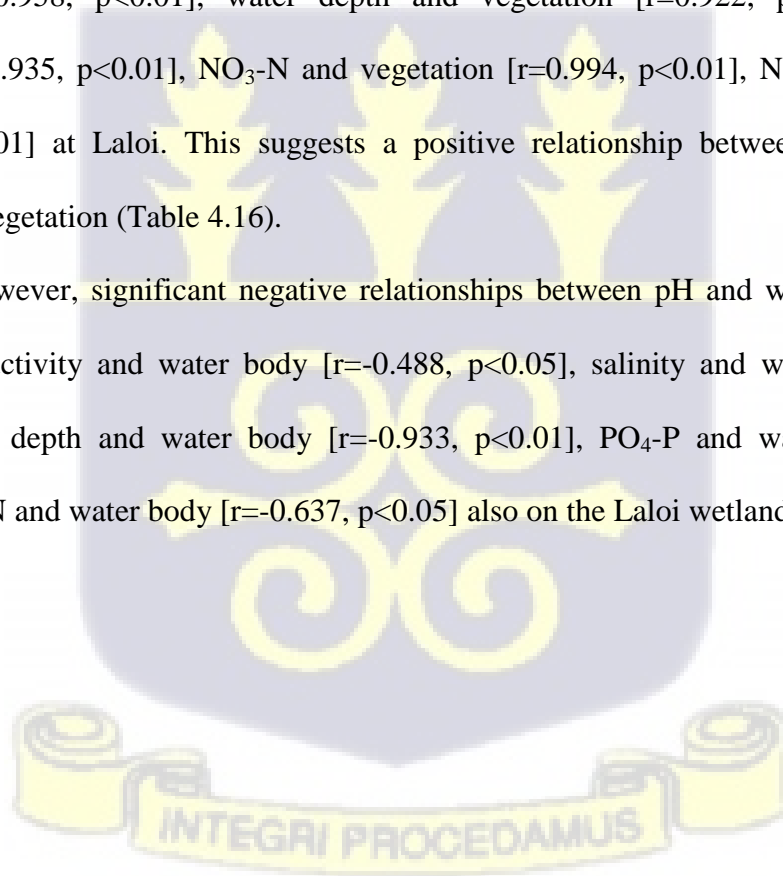 0.938, p<0.01], water depth and vegetation [r=0.922, p
.935, p<0.01], NO₃-N and vegetation [r=0.994, p<0.01], N
01] at Laloi. This suggests a positive relationship betwee
egetation (Table 4.16).
wever, significant negative relationships between pH and w
ctivity and water body [r=-0.488, p<0.05], salinity and w
depth and water body [r=-0.933, p<0.01], PO₄-P and wa
N and water body [r=-0.637, p<0.05] also on the Laloi wetland
INTEGRI PROCEDAMUS